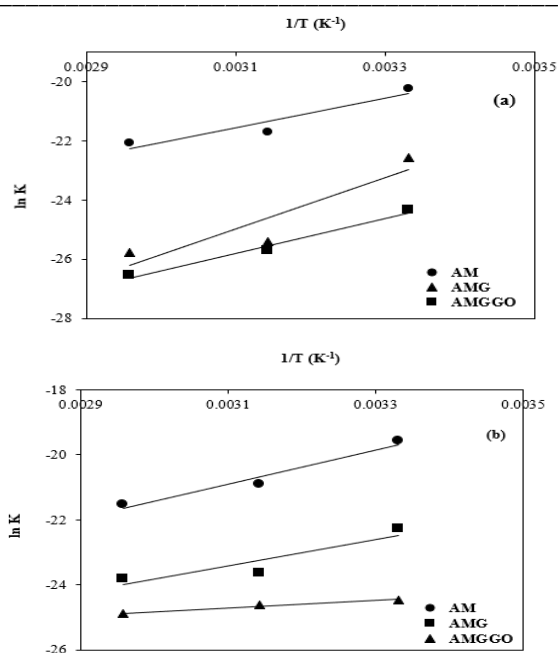 1/T (K-1)
0.0029 0.0031 0.0033 0.0035
-20
(a)
-22
ln K
-24
-26
AM
AMG
AMGGO
-28
1/T (K-1)
-18
0.0029 0.0031 0.0033 0.0035
-20
(b)
ln K
-22
-24
AM
AMG
AMGGO
-26